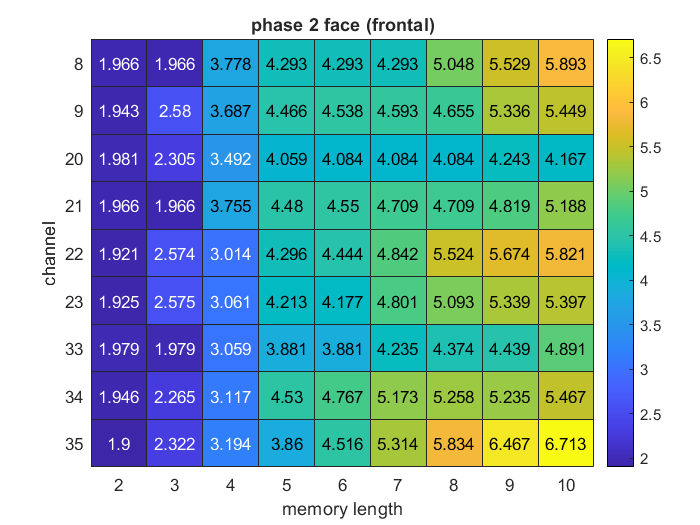 phase 2 face (frontal)
channel
8 1.966 1.966 3.778 4.293 4.293 4.293 5.048 5.529 5.893
9 1.943 2.58 3.687 4.466 4.538 4.593 4.655 5.336 5.449
20 1.981 2.305 3.492 4.059 4.084 4.084 4.084 4.243 4.167
21 1.966 1.966 3.755 4.48 4.55 4.709 4.709 4.819 5.188
22 1.921 2.574 3.014 4.296 4.444 4.842 5.524 5.674 5.821
23 1.925 2.575 3.061 4.213 4.177 4.801 5.093 5.339 5.397
33 1.979 1.979 3.059 3.881 3.881 4.235 4.374 4.439 4.891
34 1.946 2.265 3.117 4.53 4.767 5.173 5.258 5.235 5.467
35 1.9 2.322 3.194 3.86 4.516 5.314 5.834 6.467 6.713
2 3 4 5 6 7 8 9 10
memory length
6.5
6
5.5
5
4.5
4
3.5
3
2.5
2